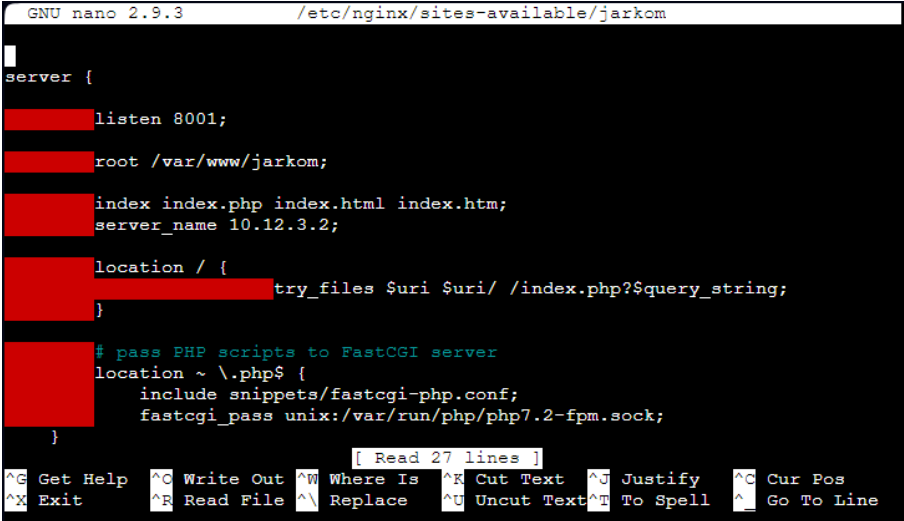 GNU nano 2.9.3 /etc/nginx/sites-available/jarkom
server {
listen 8001;
root /var/www/jarkom;
index index.php index.html index.htm;
server_name 10.12.3.2;
location / {
try_files $uri $uri/ /index.php?$query_string;
}
# pass PHP scripts to FastCGI server
location ~ \.php$ {
include snippets/fastcgi-php.conf;
fastcgi_pass unix:/var/run/php/php7.2-fpm.sock;
}
[ Read 27 lines ]
^G Get Help ^O Write Out ^W Where Is ^K Cut Text ^J Justify ^C Cur Pos
^X Exit ^R Read File ^\ Replace ^U Uncut Text ^T To Spell ^_ Go To Line